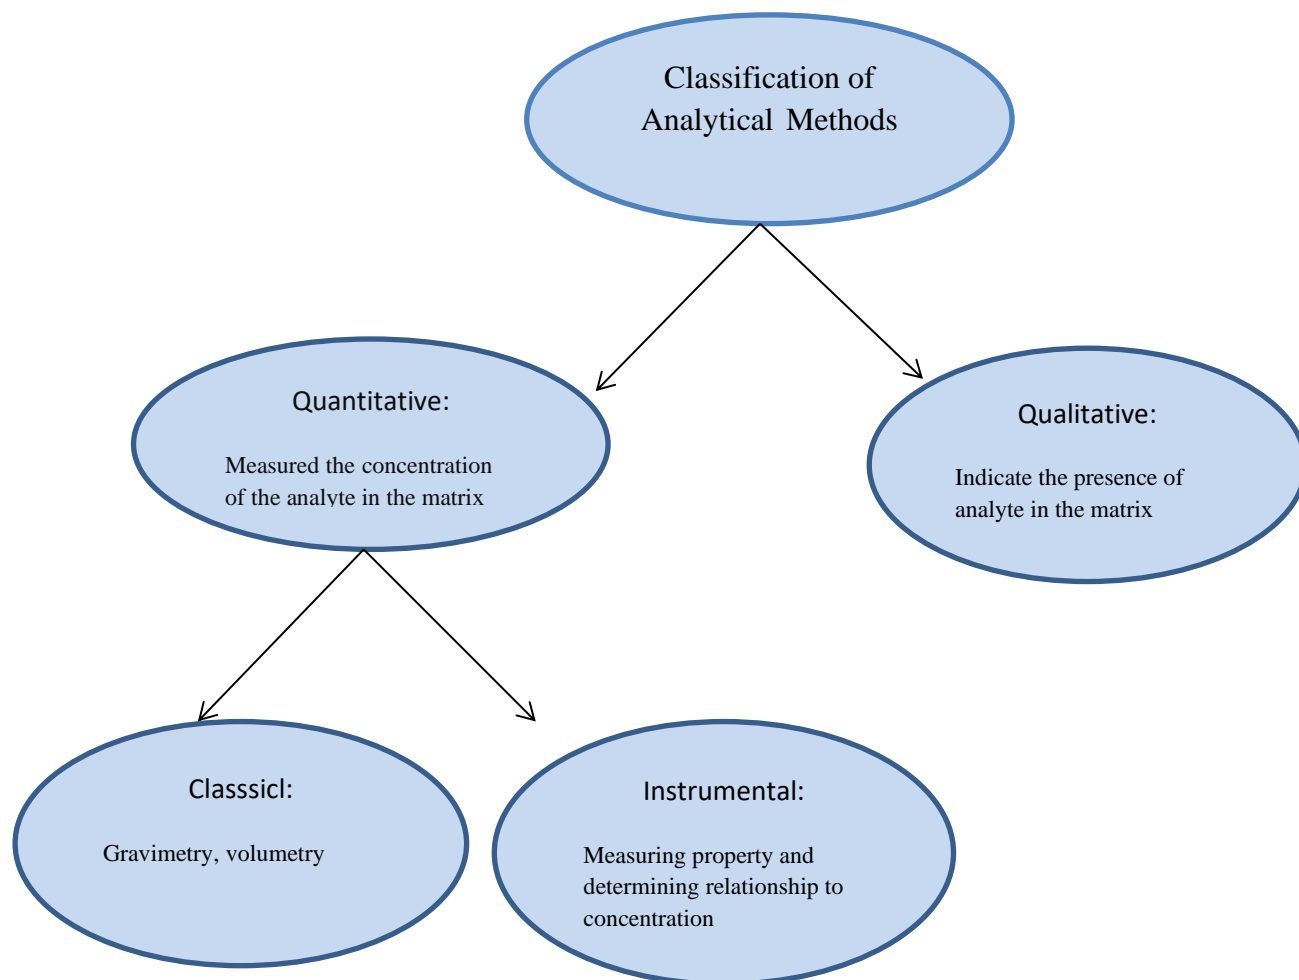 Classification of
Analytical Methods
Quantitative:
Measured the concentration
of the analyte in the matrix
Qualitative:
Indicate the presence of
analyte in the matrix
Classsicl:
Gravimetry, volumetry
Instrumental:
Measuring property and
determining relationship to
concentration